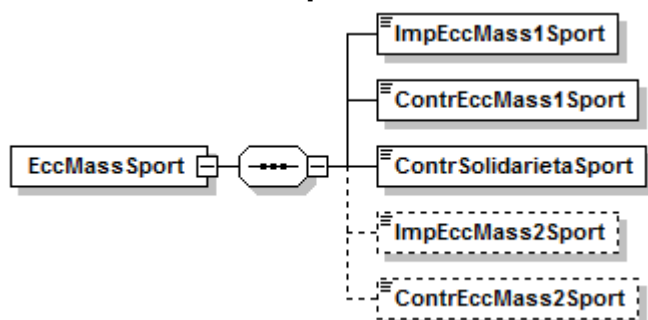 ImpEccMass1Sport
ContrEccMass1Sport
EccMassSport
ContrSolidarietaSport
ImpEccMass2Sport
ContrEccMass2Sport